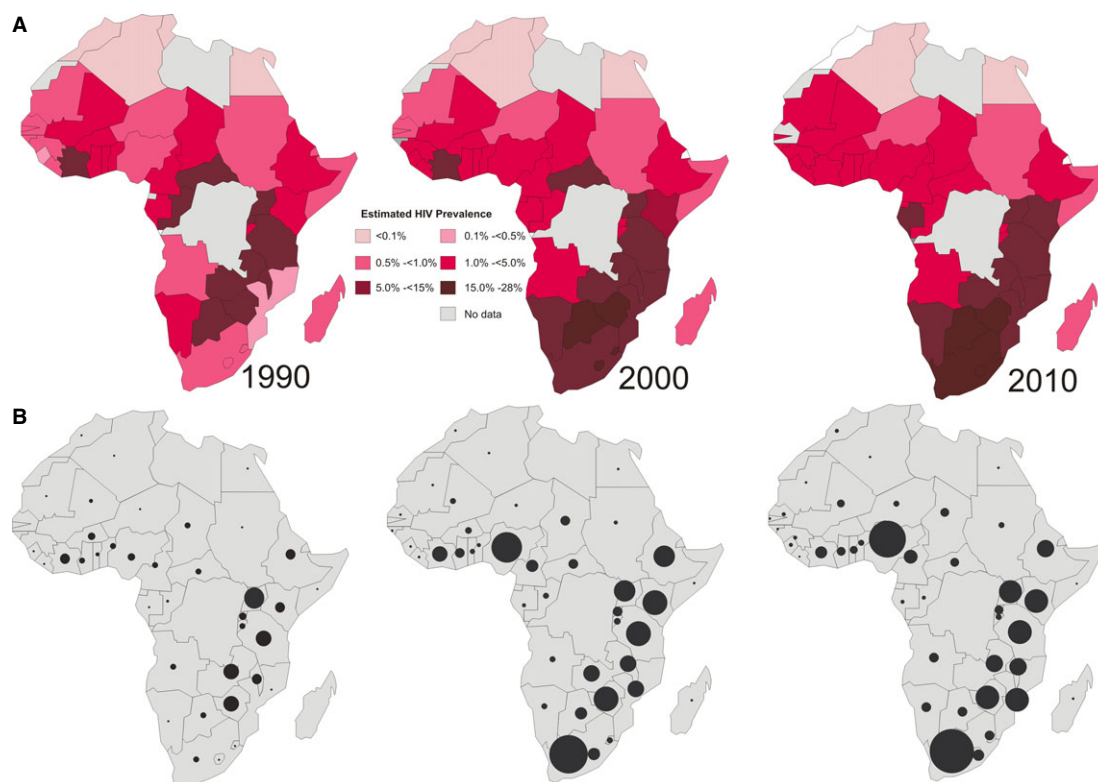 A
Estimated HIV Prevalence
<0.1% 0.1% -<0.5%
0.5% -<1.0% 1.0% -<5.0%
5.0% -<15% 15.0% -28%
No data
1990 2000 2010
B